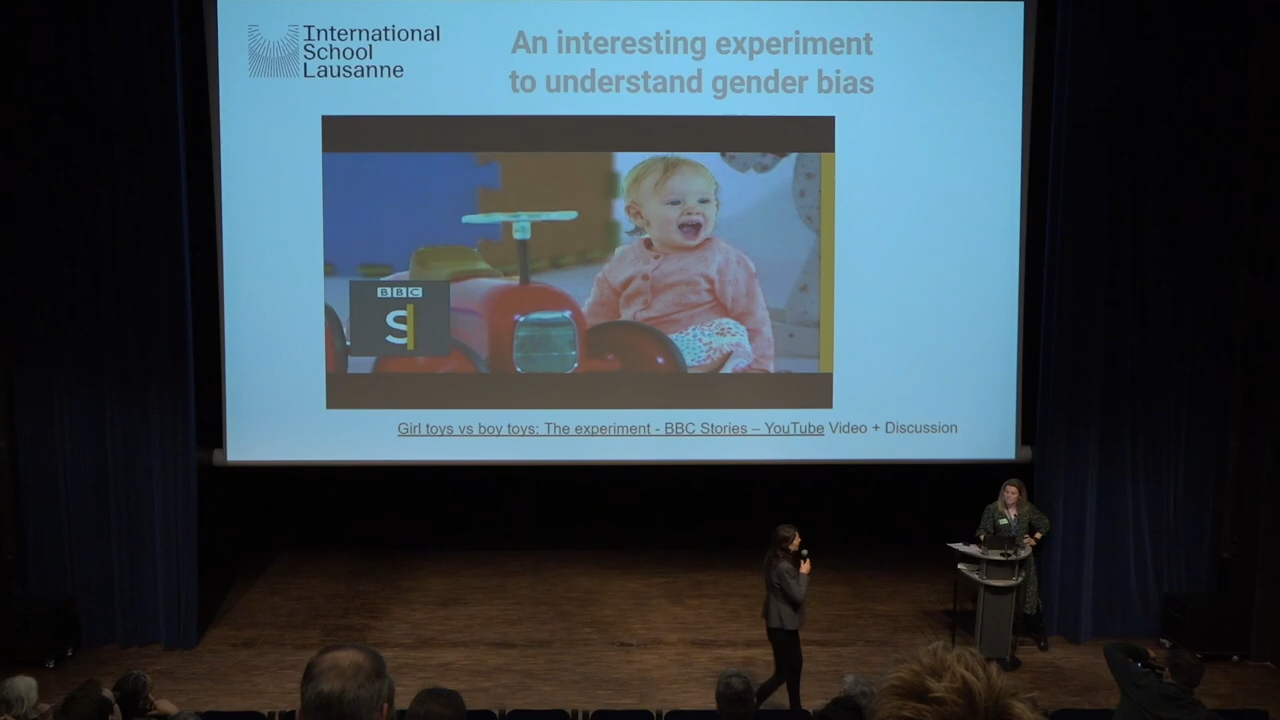 International
School
Lausanne
An interesting experiment
to understand gender bias
BBC
S
Girl toys vs boy toys: The experiment - BBC Stories – YouTube Video + Discussion